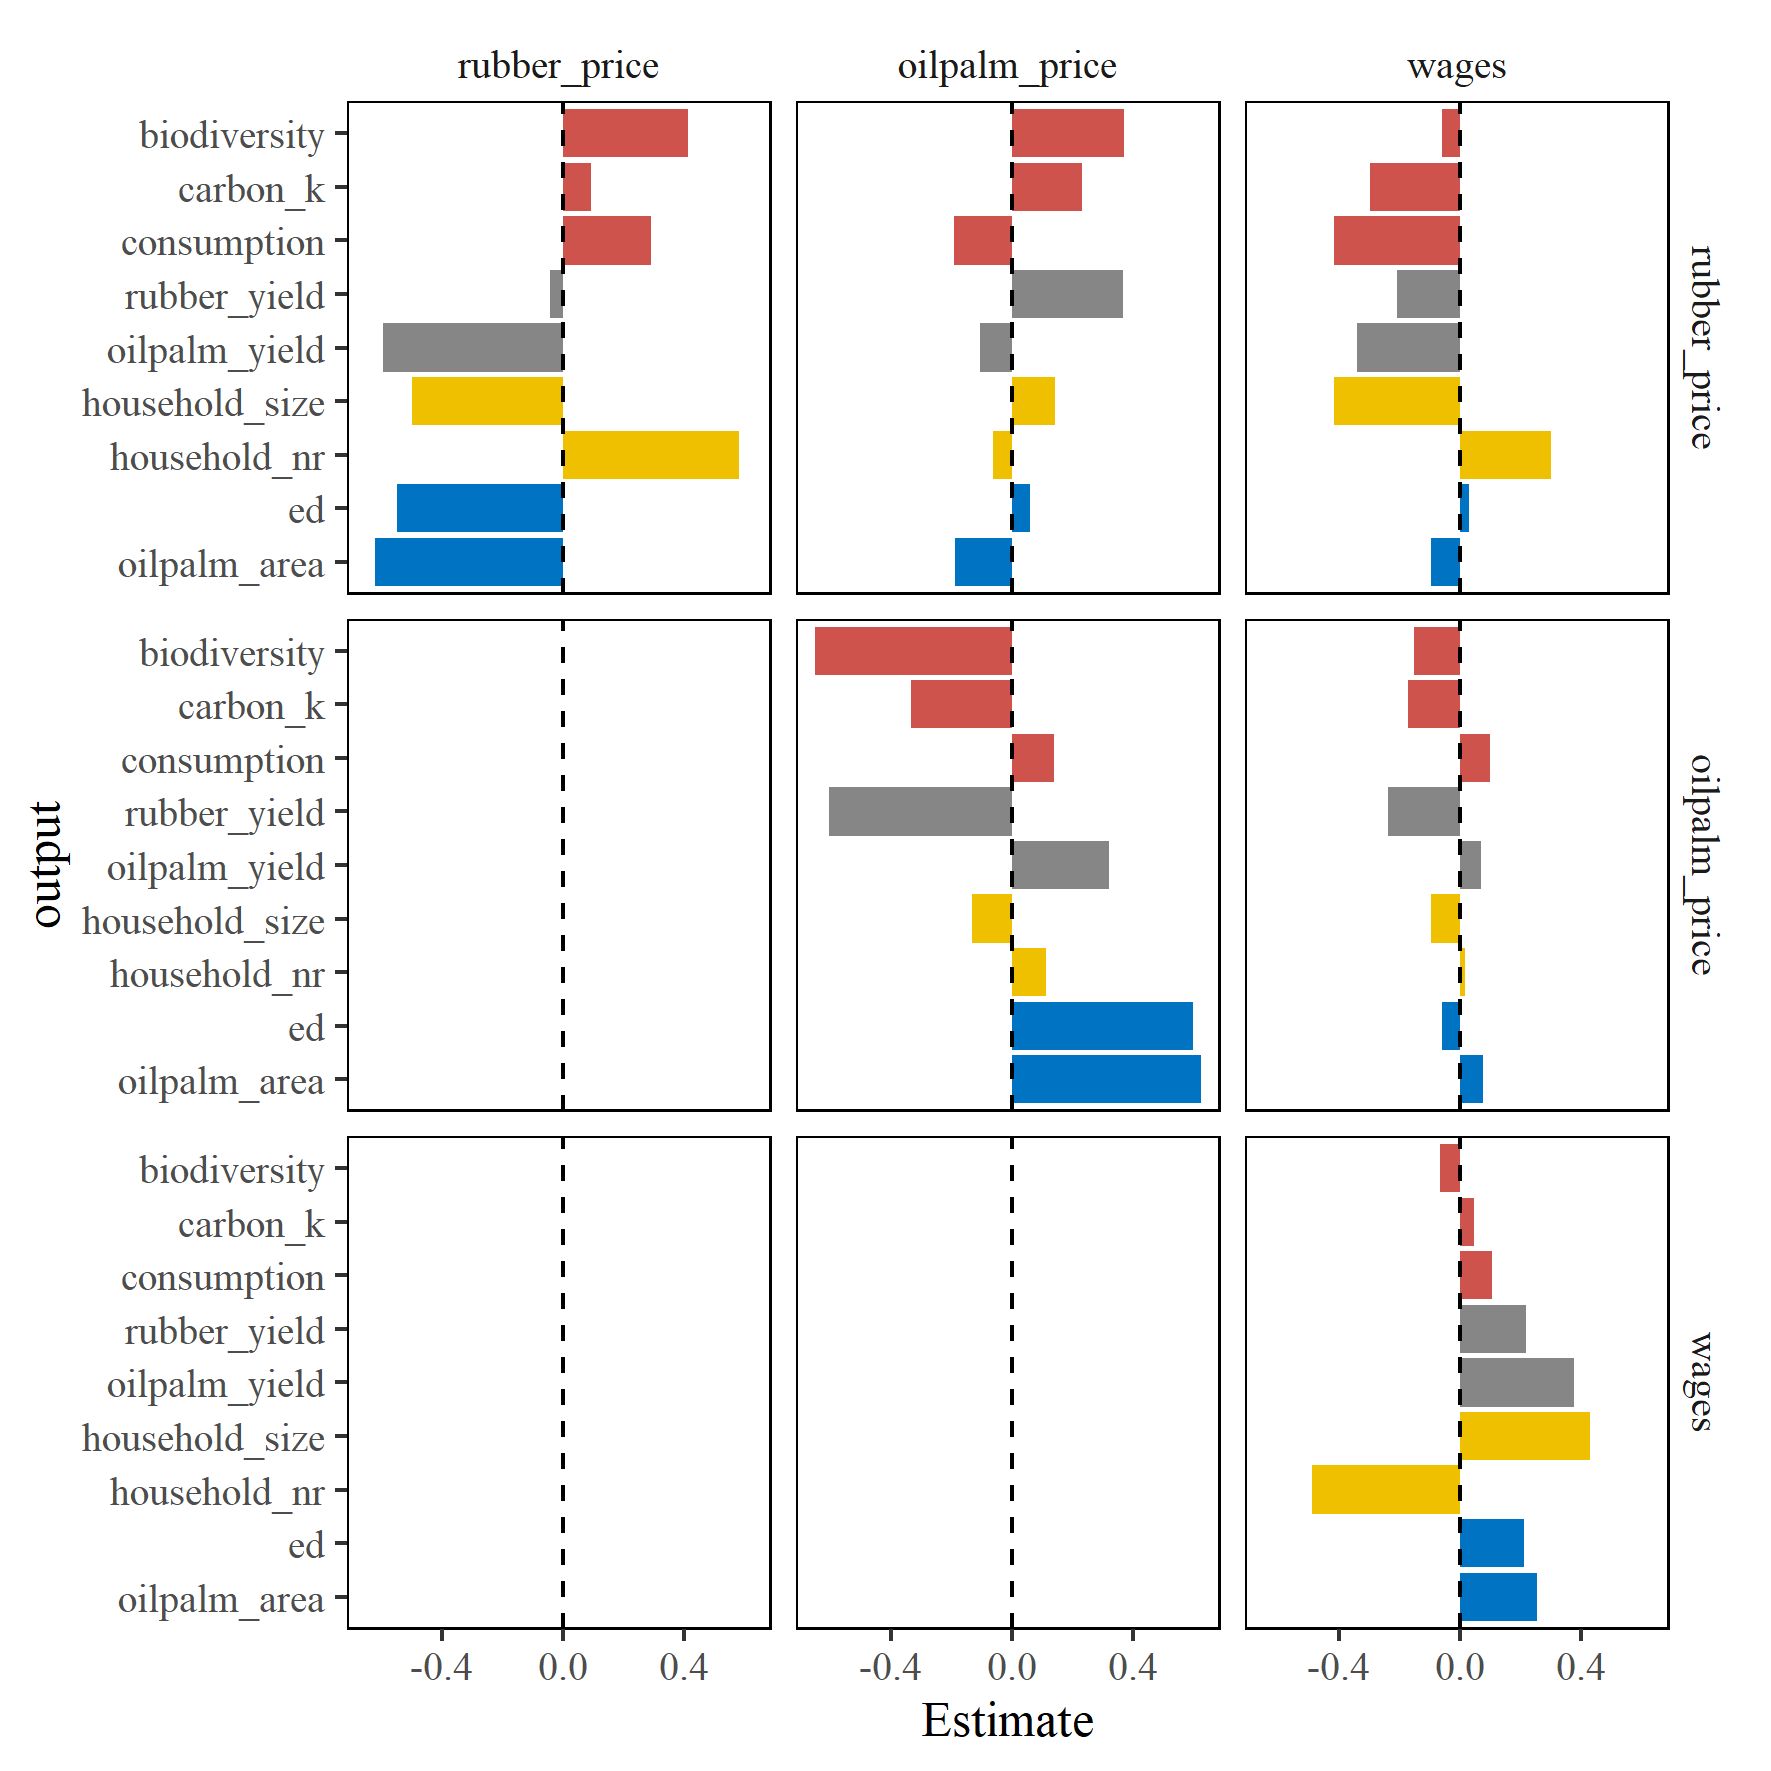 rubber_price oilpalm_price wages
biodiversity
carbon_k
consumption
rubber_yield
oilpalm_yield
household_size
household_nr
ed
oilpalm_area
rubber_price
biodiversity
carbon_k
consumption
rubber_yield
oilpalm_yield
household_size
household_nr
ed
oilpalm_area
oilpalm_price
output
biodiversity
carbon_k
consumption
rubber_yield
oilpalm_yield
household_size
household_nr
ed
oilpalm_area
wages
-0.4 0.0 0.4 -0.4 0.0 0.4 -0.4 0.0 0.4
Estimate